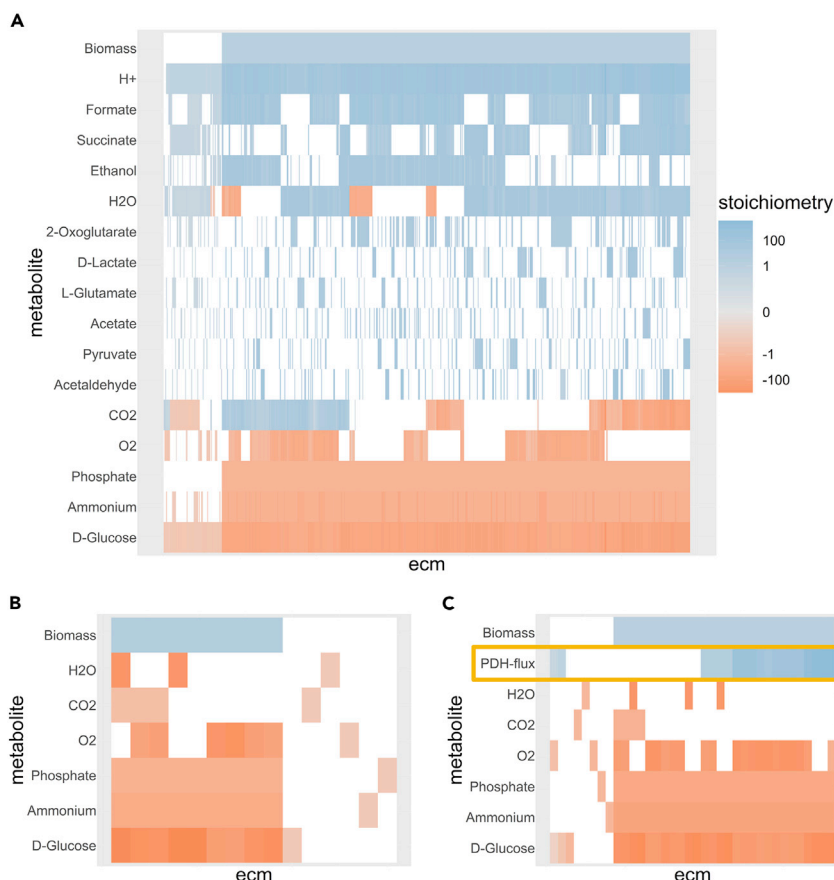 A
Biomass
H+
Formate
Succinate
Ethanol
H2O
2-Oxoglutarate
D-Lactate
L-Glutamate
Acetate
Pyruvate
Acetaldehyde
CO2
O2
Phosphate
Ammonium
D-Glucose
metabolite
ecm
stoichiometry
100
1
0
-1
-100
B
Biomass
H2O
CO2
O2
Phosphate
Ammonium
D-Glucose
metabolite
ecm
C
Biomass
PDH-flux
H2O
CO2
O2
Phosphate
Ammonium
D-Glucose
metabolite
ecm